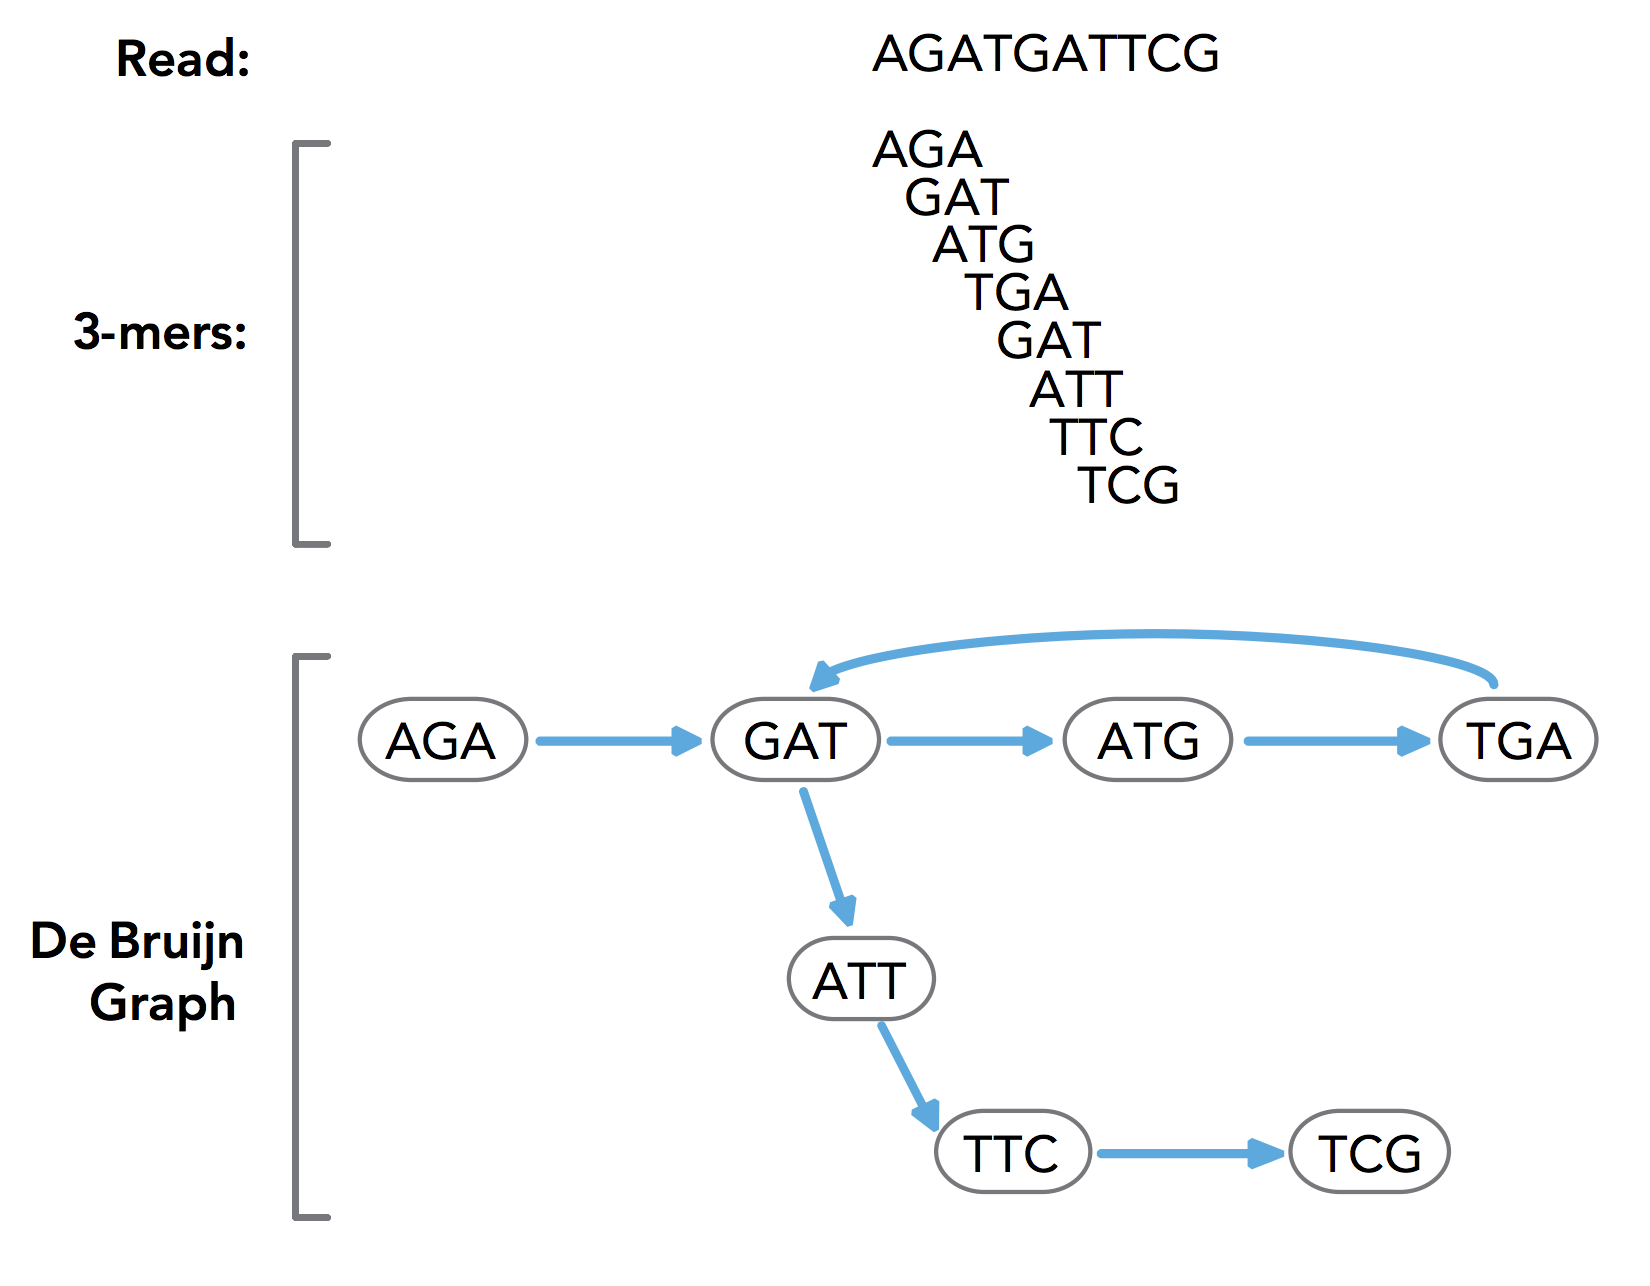 Read:
AGATGATTCG
3-mers:
AGA
GAT
ATG
TGA
GAT
ATT
TTC
TCG
De Bruijn
Graph
AGA
GAT
ATG
TGA
ATT
TTC
TCG